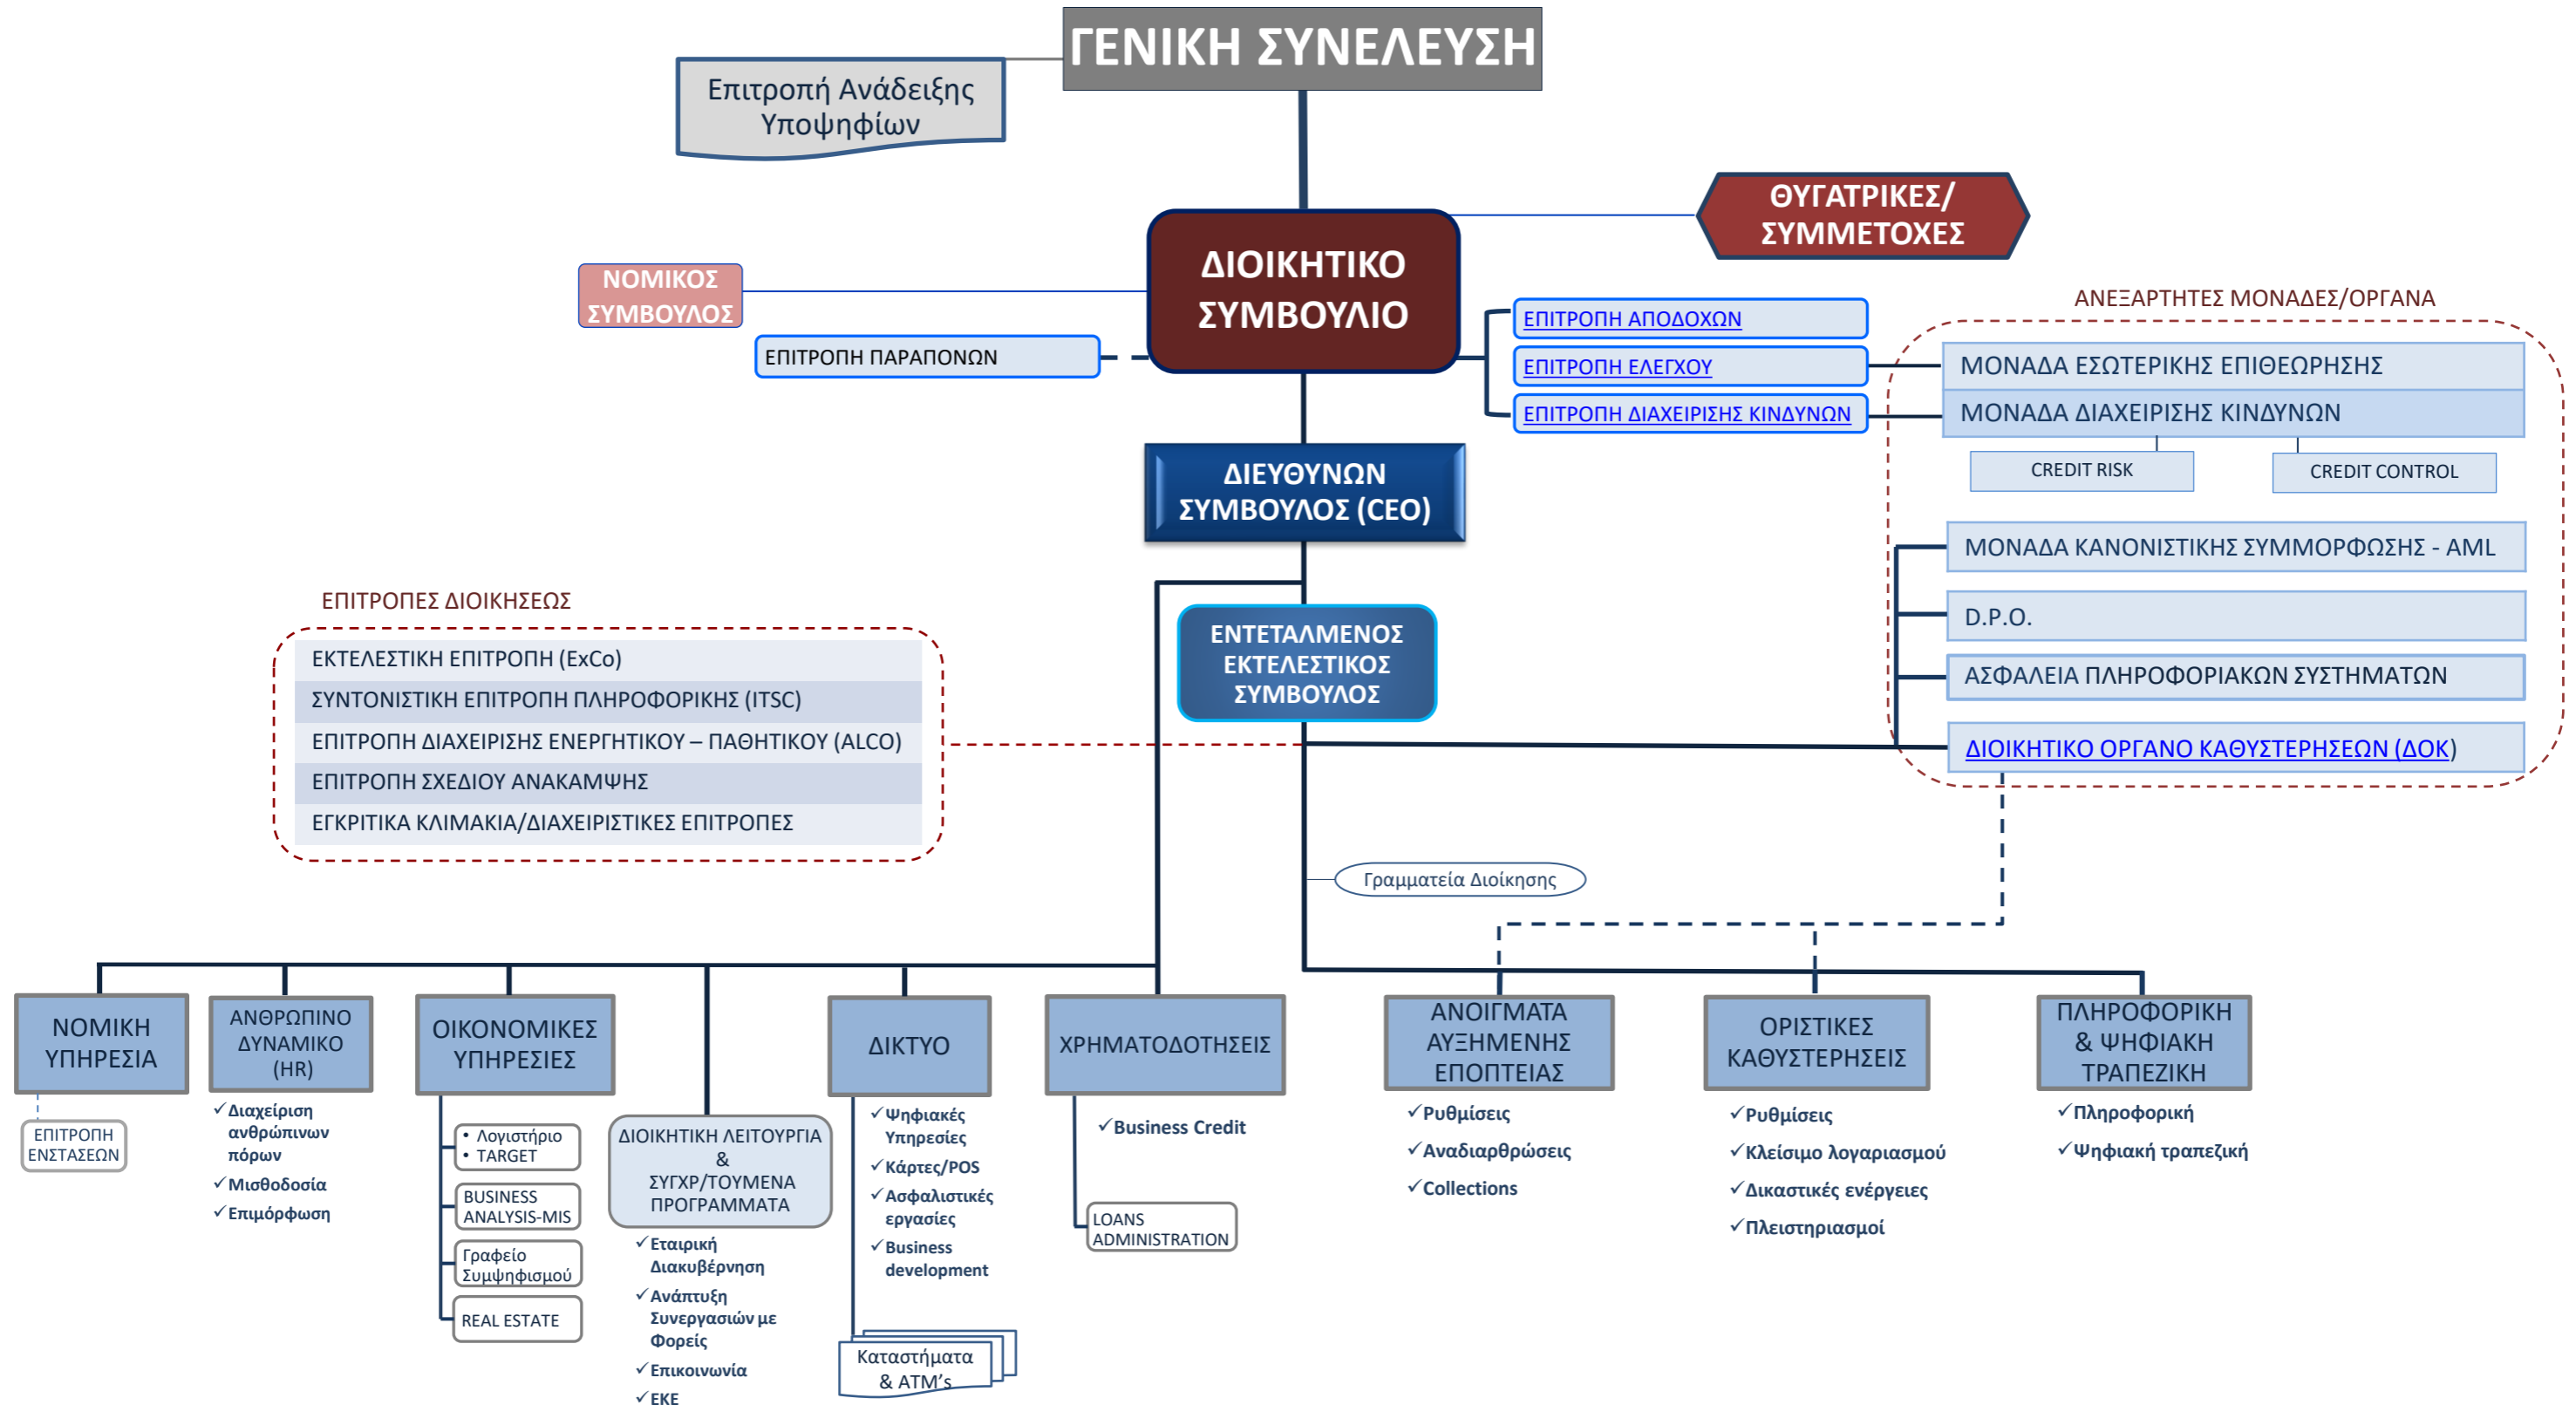 ΓΕΝΙΚΗ ΣΥΝΕΛΕΥΣΗ
Επιτροπή Ανάδειξης
Υποψηφίων
ΘΥΓΑΤΡΙΚΕΣ/
ΣΥΜΜΕΤΟΧΕΣ
ΔΙΟΙΚΗΤΙΚΟ
ΣΥΜΒΟΥΛΙΟ
ΝΟΜΙΚΟΣ
ΣΥΜΒΟΥΛΟΣ
ΕΠΙΤΡΟΠΗ ΠΑΡΑΠΟΝΩΝ
ΕΠΙΤΡΟΠΗ ΑΠΟΔΟΧΩΝ
ΕΠΙΤΡΟΠΗ ΕΛΕΓΧΟΥ
ΕΠΙΤΡΟΠΗ ΔΙΑΧΕΙΡΙΣΗΣ ΚΙΝΔΥΝΩΝ
ΑΝΕΞΑΡΤΗΤΕΣ ΜΟΝΑΔΕΣ/ΟΡΓΑΝΑ
ΜΟΝΑΔΑ ΕΣΩΤΕΡΙΚΗΣ ΕΠΙΘΕΩΡΗΣΗΣ
ΜΟΝΑΔΑ ΔΙΑΧΕΙΡΙΣΗΣ ΚΙΝΔΥΝΩΝ
CREDIT RISK
CREDIT CONTROL
ΜΟΝΑΔΑ ΚΑΝΟΝΙΣΤΙΚΗΣ ΣΥΜΜΟΡΦΩΣΗΣ - AML
D.P.O.
ΑΣΦΑΛΕΙΑ ΠΛΗΡΟΦΟΡΙΑΚΩΝ ΣΥΣΤΗΜΑΤΩΝ
ΔΙΟΙΚΗΤΙΚΟ ΟΡΓΑΝΟ ΚΑΘΥΣΤΕΡΗΣΕΩΝ (ΔΟΚ)
ΔΙΕΥΘΥΝΩΝ
ΣΥΜΒΟΥΛΟΣ (CEO)
ΕΝΤΕΤΑΛΜΕΝΟΣ
ΕΚΤΕΛΕΣΤΙΚΟΣ
ΣΥΜΒΟΥΛΟΣ
ΕΠΙΤΡΟΠΕΣ ΔΙΟΙΚΗΣΕΩΣ
ΕΚΤΕΛΕΣΤΙΚΗ ΕΠΙΤΡΟΠΗ (ExCo)
ΣΥΝΤΟΝΙΣΤΙΚΗ ΕΠΙΤΡΟΠΗ ΠΛΗΡΟΦΟΡΙΚΗΣ (ITSC)
ΕΠΙΤΡΟΠΗ ΔΙΑΧΕΙΡΙΣΗΣ ΕΝΕΡΓΗΤΙΚΟΥ – ΠΑΘΗΤΙΚΟΥ (ALCO)
ΕΠΙΤΡΟΠΗ ΣΧΕΔΙΟΥ ΑΝΑΚΑΜΨΗΣ
ΕΓΚΡΙΤΙΚΑ ΚΛΙΜΑΚΙΑ/ΔΙΑΧΕΙΡΙΣΤΙΚΕΣ ΕΠΙΤΡΟΠΕΣ
Γραμματεία Διοίκησης
ΝΟΜΙΚΗ
ΥΠΗΡΕΣΙΑ
ΕΠΙΤΡΟΠΗ
ΕΝΣΤΑΣΕΩΝ
ΑΝΘΡΩΠΙΝΟ
ΔΥΝΑΜΙΚΟ
(HR)
✓Διαχείριση
ανθρώπινων
πόρων
✓Μισθοδοσία
✓Επιμόρφωση
ΟΙΚΟΝΟΜΙΚΕΣ
ΥΠΗΡΕΣΙΕΣ
• Λογιστήριο
• TARGET
BUSINESS
ANALYSIS-MIS
Γραφείο
Συμψηφισμού
REAL ESTATE
ΔΙΟΙΚΗΤΙΚΗ ΛΕΙΤΟΥΡΓΙΑ
&
ΣΥΓΧΡ/ΤΟΥΜΕΝΑ
ΠΡΟΓΡΑΜΜΑΤΑ
✓Εταιρική
Διακυβέρνηση
✓Ανάπτυξη
Συνεργασιών με
Φορείς
✓Επικοινωνία
✓ΕΚΕ
ΔΙΚΤΥΟ
✓Ψηφιακές
Υπηρεσίες
✓Κάρτες/POS
✓Ασφαλιστικές
εργασίες
✓Business
development
Καταστήματα
& ATM's
ΧΡΗΜΑΤΟΔΟΤΗΣΕΙΣ
✓Business Credit
LOANS
ADMINISTRATION
ΑΝΟΙΓΜΑΤΑ
ΑΥΞΗΜΕΝΗΣ
ΕΠΟΠΤΕΙΑΣ
✓Ρυθμίσεις
✓Αναδιαρθρώσεις
✓Collections
ΟΡΙΣΤΙΚΕΣ
ΚΑΘΥΣΤΕΡΗΣΕΙΣ
✓Ρυθμίσεις
✓Κλείσιμο λογαριασμού
✓Δικαστικές ενέργειες
✓Πλειστηριασμοί
ΠΛΗΡΟΦΟΡΙΚΗ
& ΨΗΦΙΑΚΗ
ΤΡΑΠΕΖΙΚΗ
✓Πληροφορική
✓Ψηφιακή τραπεζική